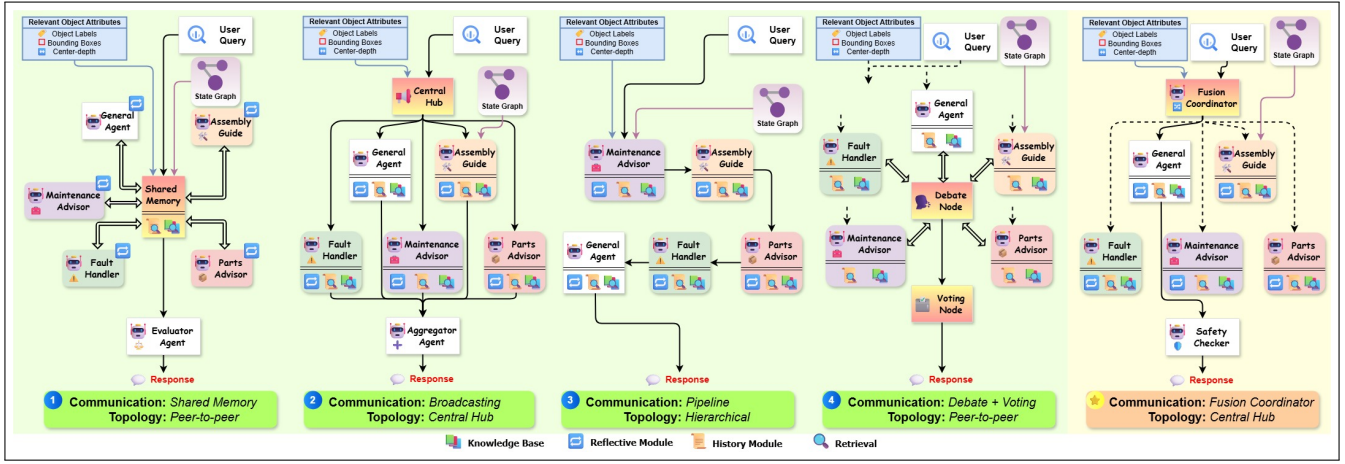 Relevant Object Attributes
Object Labels
Bounding Boxes
Center-depth
User
Query
State Graph
General
Agent
Assembly
Guide
Shared
Memory
Maintenance
Advisor
Fault
Handler
Parts
Advisor
Evaluator
Agent
Response
1
Communication: Shared Memory
Topology: Peer-to-peer
Relevant Object Attributes
Object Labels
Bounding Boxes
Center-depth
User
Query
Central
Hub
State Graph
General
Agent
Assembly
Guide
Fault
Handler
Maintenance
Advisor
Parts
Advisor
Aggregator
Agent
Response
2
Communication: Broadcasting
Topology: Central Hub
Relevant Object Attributes
Object Labels
Bounding Boxes
Center-depth
User
Query
State Graph
Maintenance
Advisor
Assembly
Guide
General
Agent
Fault
Handler
Parts
Advisor
Response
3
Communication: Pipeline
Topology: Hierarchical
Relevant Object Attributes
Object Labels
Bounding Boxes
Center-depth
User
Query
State Graph
General
Agent
Fault
Handler
Assembly
Guide
Debate
Node
Maintenance
Advisor
Parts
Advisor
Voting
Node
Response
4
Communication: Debate + Voting
Topology: Peer-to-peer
Relevant Object Attributes
Object Labels
Bounding Boxes
Center-depth
User
Query
State Graph
Fusion
Coordinator
General
Agent
Assembly
Guide
Fault
Handler
Maintenance
Advisor
Parts
Advisor
Safety
Checker
Response
Communication: Fusion Coordinator
Topology: Central Hub
Knowledge Base
Reflective Module
History Module
Retrieval